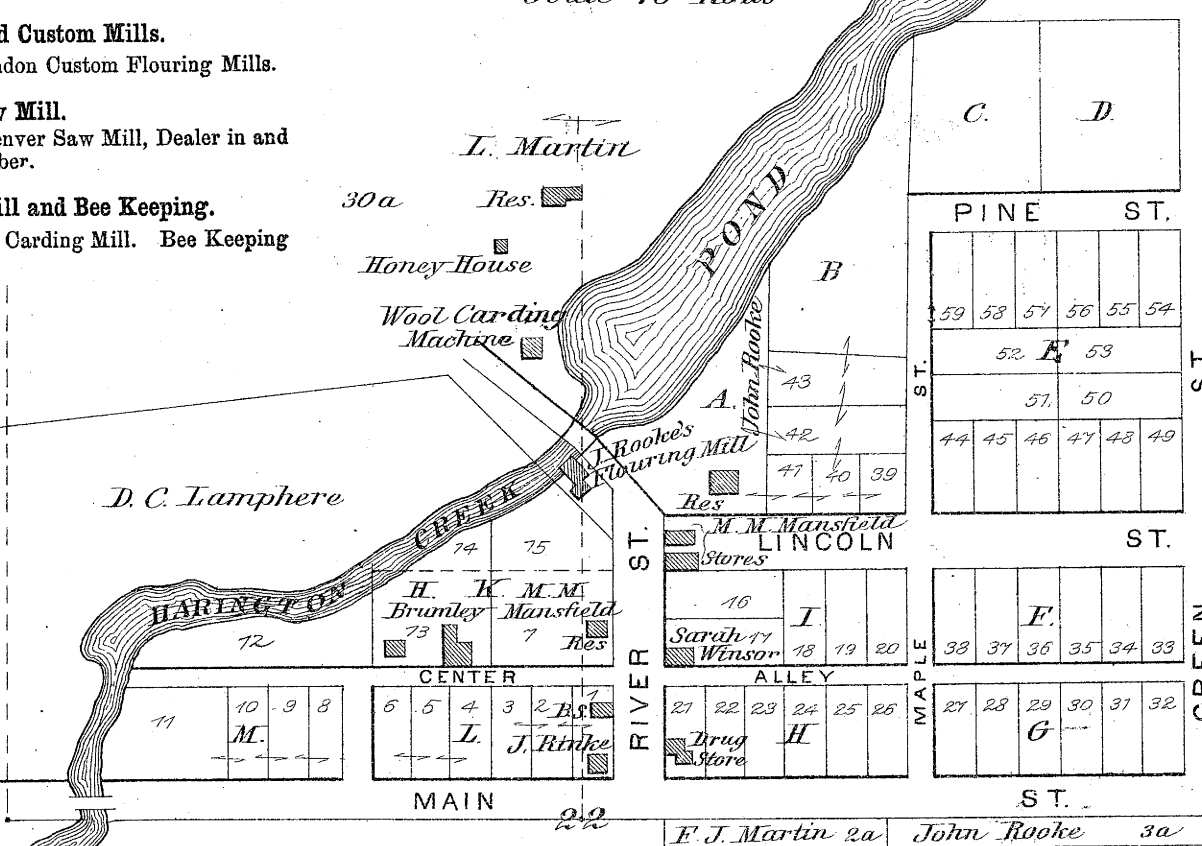 d Custom Mills.
ndon Custom Flouring Mills.
Mill.
enver Saw Mill, Dealer in and
ber.
ill and Bee Keeping.
Carding Mill. Bee Keeping
L. Martin
30a Res.
Honey House
Wool Carding
Machine
POND
C. D.
PINE ST.
B
John Rooke
A.
43
42
41 40 39
Res
J. Rooke's
Flouring Mill
59 58 57 56 55 54
52 E 53
51. 50
44 45 46 47 48 49
ST.
ST
D. C. Lamphere
HARINGTON CREEK
M. M. Mansfield
Stores
LINCOLN ST.
74 75
H. K M. M.
Brumley Mansfield
73 7 Res
72
16
I
Sarah 17
Winsor 18 19 20
F.
38 37 36 35 34 33
CENTER ALLEY
RIVER ST.
MAPLE
GREEN
11 10 9 8
M.
6 5 4 3 2 1
L. B.S.
J. Rinke
21 22 23 24 25 26
H
Drug
Store
27 28 29 30 31 32
G
MAIN ST.
22
F. J. Martin 2a John Rooke 3a